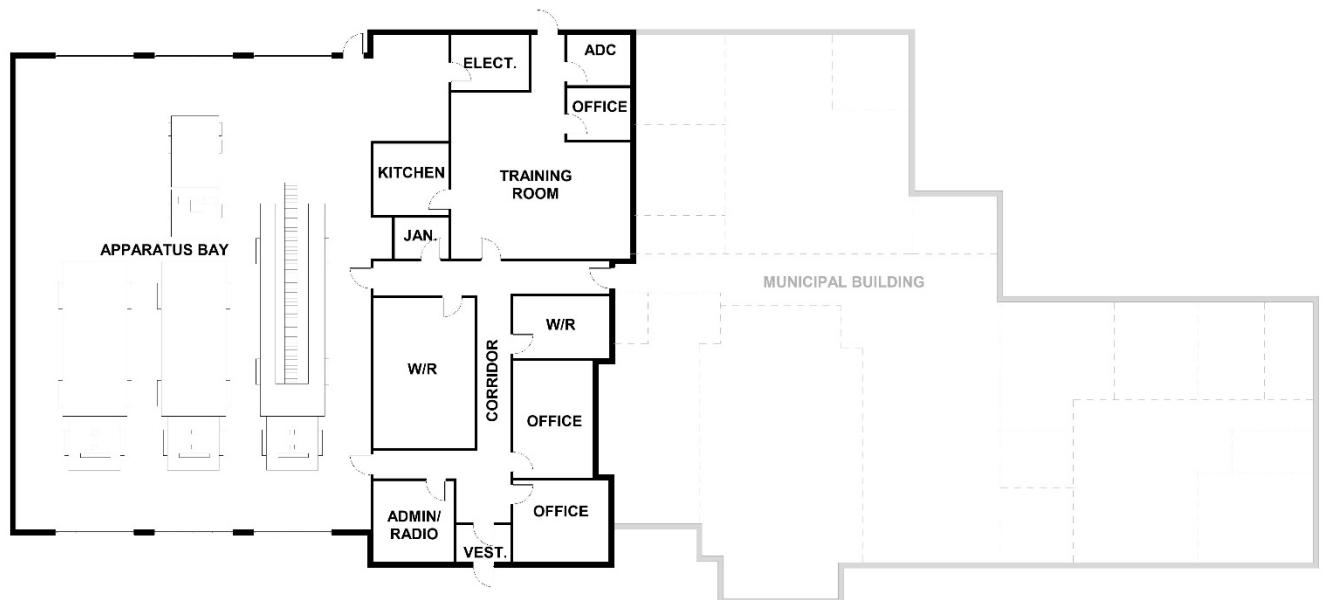 ELECT.
ADC
OFFICE
KITCHEN
TRAINING
ROOM
JAN.
APPARATUS BAY
MUNICIPAL BUILDING
W/R
W/R
CORRIDOR
OFFICE
ADMIN/
RADIO
OFFICE
VEST.